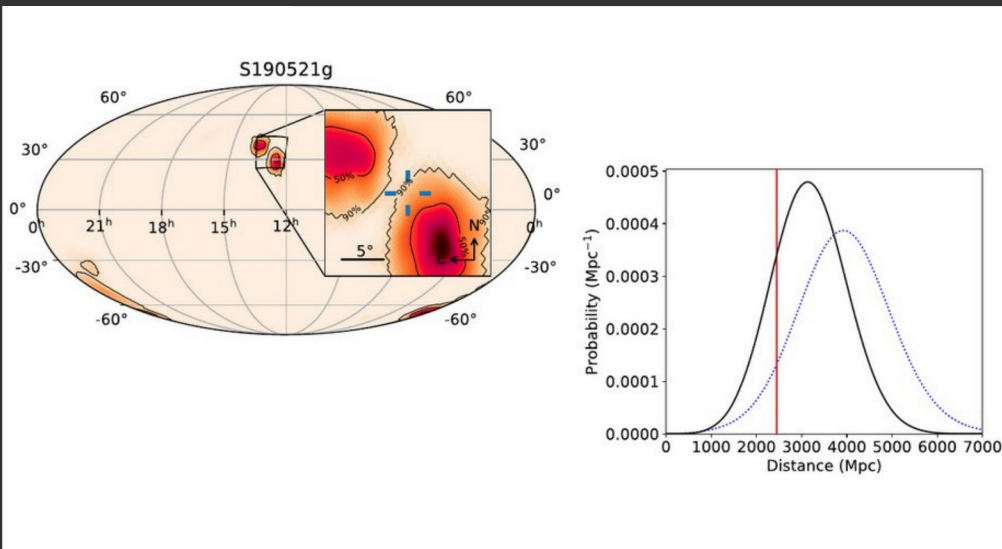 S190521g
60°
60°
30°
30°
0°
0°
-30°
-30°
-60°
-60°
0h
21h
18h
15h
12h
0h
50%
90%
90%
90%
50%
5°
N
0.0005
0.0004
0.0003
0.0002
0.0001
0.0000
Probability (Mpc⁻¹)
0 1000 2000 3000 4000 5000 6000 7000
Distance (Mpc)